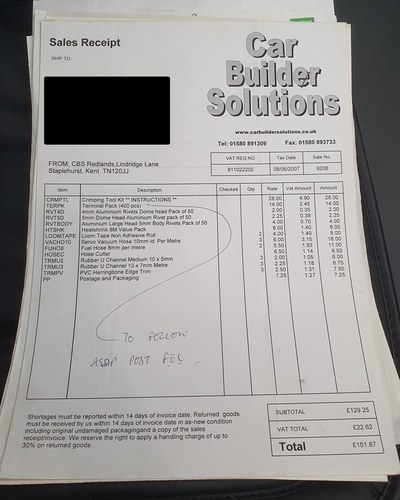 Sales Receipt
SHIP TO:
Car
Builder
Solutions
www.carbuildersolutions.co.uk
Tel: 01580 891309 Fax: 01580 893733
FROM: CBS Redlands,Lindridge Lane
Staplehurst, Kent TN120JJ
VAT REG NO Tax Date Sale No.
811022202 08/06/2007 9208
Item Description Checked Qty Rate Vat Amount Amount
CRMPTL Crimping Tool Kit ** INSTRUCTIONS ** 28.00 4.90 28.00
TERPK Terminal Pack (400 pcs) 14.00 2.45 14.00
RVT4D 4mm Aluminium Rivets Dome head Pack of 50 2.00 0.35 2.00
RVT5D 5mm Dome Head Aluminium Rivet pack of 50 2.25 0.39 2.25
RVTBODY Aluminium Large Head 5mm Body Rivets Pack of 50 4.00 0.70 4.00
HTSHK Heatshrink 8M Value Pack 8.00 1.40 8.00
LOOMTAPE Loom Tape Non Adhesive Roll 2 4.00 1.40 8.00
VACHO10 Servo Vacuum Hose 10mm id Per Metre 3 6.00 3.15 18.00
FUHO8 Fuel Hose 8mm per metre 2 5.50 1.93 11.00
HOSEC Hose Cutter 6.50 1.14 6.50
TRMU2 Rubber U Channel Medium 10 x 9mm 3 2.00 1.05 6.00
TRMU3 Rubber U Channel 13 x 7mm Metre 3 2.25 1.18 6.75
TRMPV PVC Herringbone Edge Trim 3 2.50 1.31 7.50
PP Postage and Packaging 7.25 1.27 7.25
TO FOLLOW
ASAP POST
Shortages must be reported within 14 days of invoice date. Returned goods
must be received by us within 14 days of invoice date in as-new condition
including original undamaged packagingand a copy of the sales
receipt/invoice. We reserve the right to apply a handling charge of up to
30% on returned goods.
SUBTOTAL £129.25
VAT TOTAL £22.62
Total £151.87